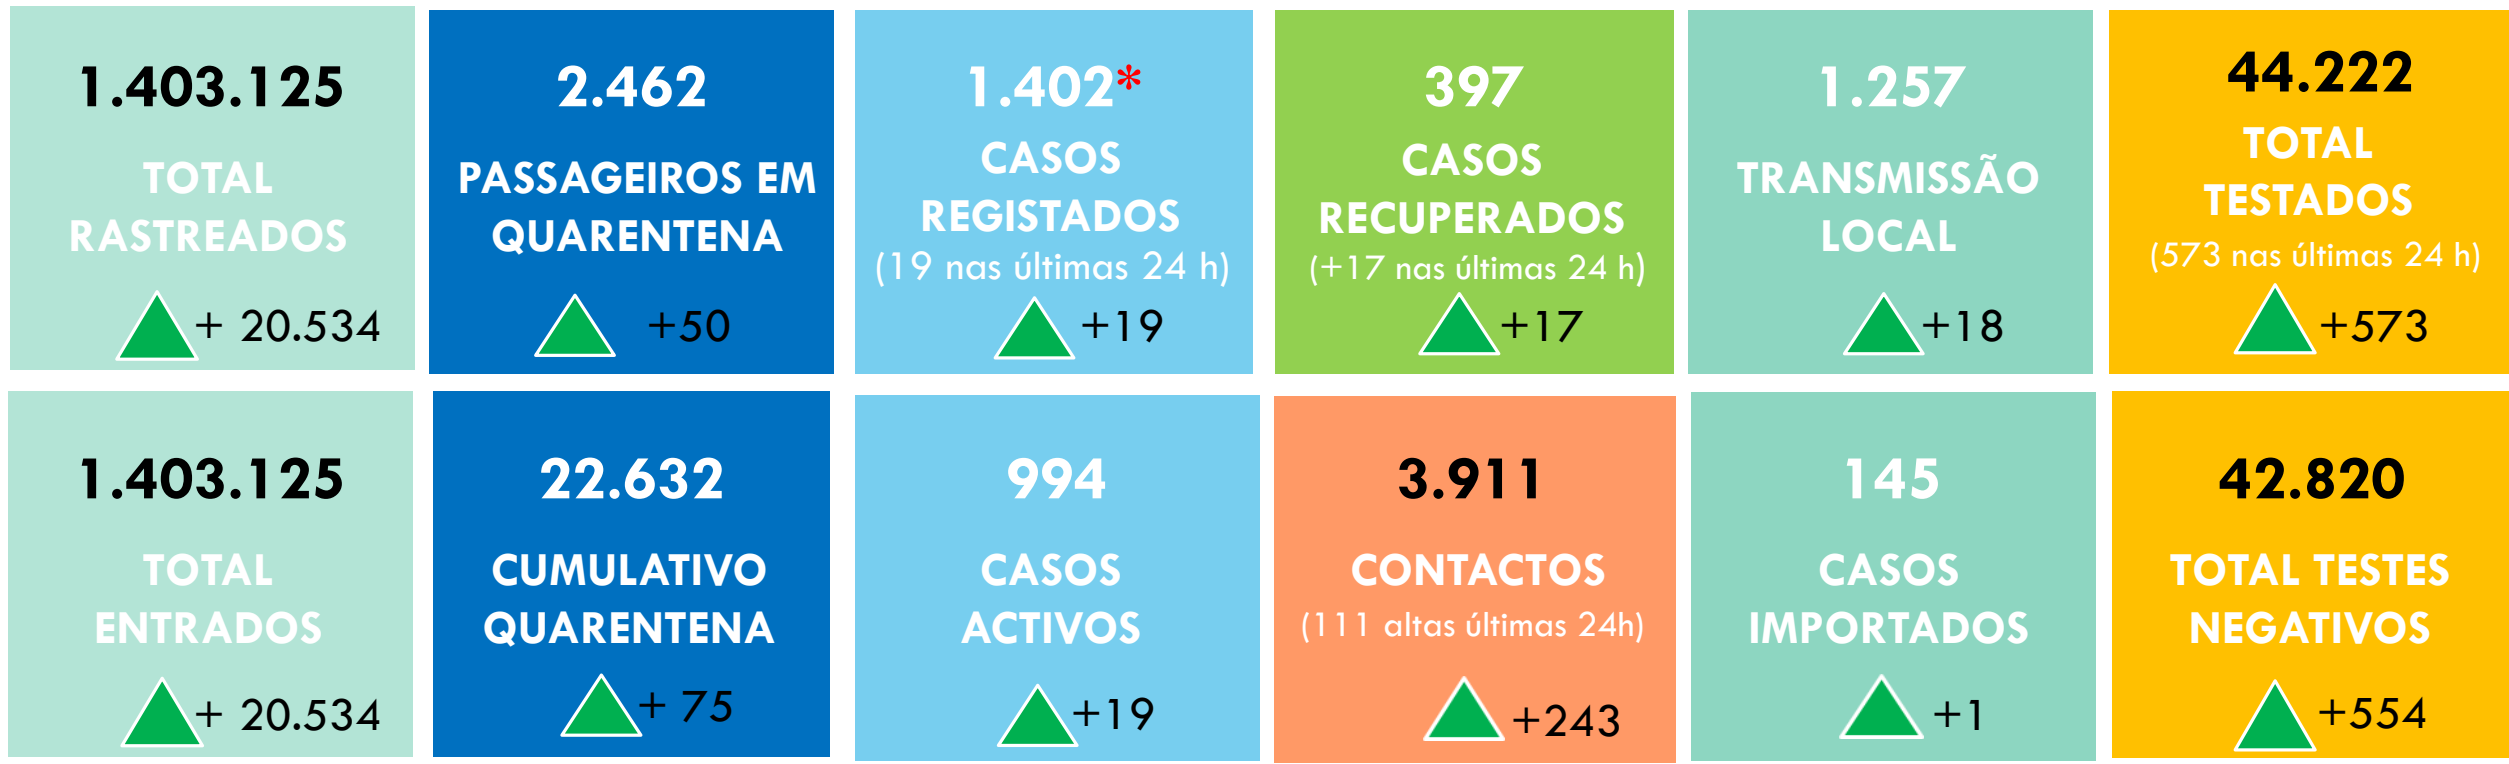 1.403.125
TOTAL
RASTREADOS
+ 20.534
2.462
PASSAGEIROS EM
QUARENTENA
+50
1.402*
CASOS
REGISTADOS
(19 nas últimas 24 h)
+19
397
CASOS
RECUPERADOS
(+17 nas últimas 24 h)
+17
1.257
TRANSMISSÃO
LOCAL
+18
44.222
TOTAL
TESTADOS
(573 nas últimas 24 h)
+573
1.403.125
TOTAL
ENTRADOS
+ 20.534
22.632
CUMULATIVO
QUARENTENA
+ 75
994
CASOS
ACTIVOS
+19
3.911
CONTACTOS
(111 altas últimas 24h)
+243
145
CASOS
IMPORTADOS
+1
42.820
TOTAL TESTES
NEGATIVOS
+554